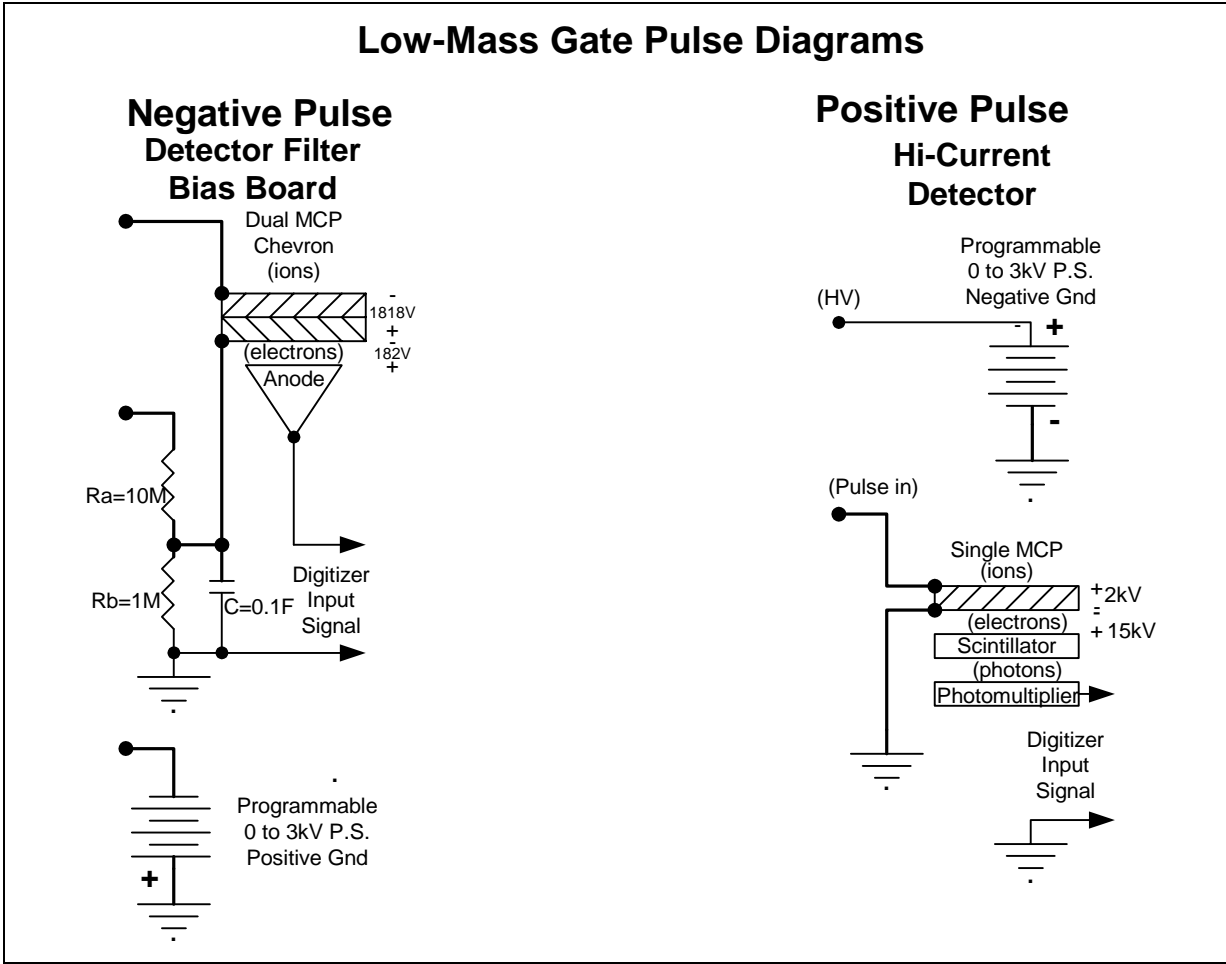 Low-Mass Gate Pulse Diagrams
Negative Pulse
Detector Filter
Bias Board
Dual MCP
Chevron
(ions)
-
1818V
+
-
182V
+
(electrons)
Anode
Ra=10M
Rb=1M
C=0.1F
Digitizer
Input
Signal
Programmable
0 to 3kV P.S.
Positive Gnd
+
Positive Pulse
Hi-Current
Detector
Programmable
0 to 3kV P.S.
Negative Gnd
(HV)
- +
-
(Pulse in)
Single MCP
(ions)
+
2kV
-
-
+ 15kV
(electrons)
Scintillator
(photons)
Photomultiplier
Digitizer
Input
Signal